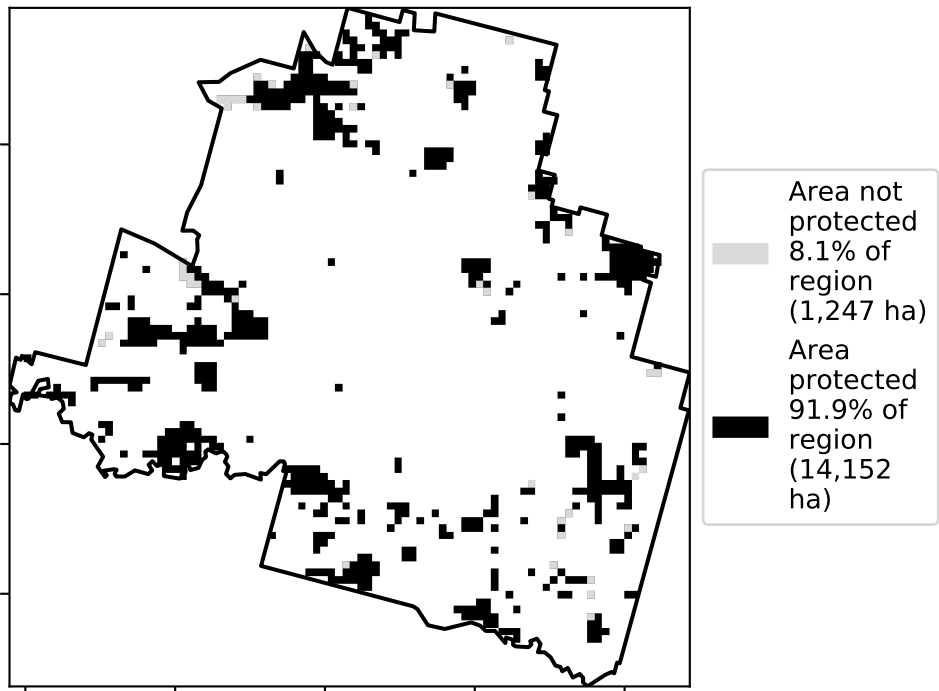 Area not
protected
8.1% of
region
(1,247 ha)
Area
protected
91.9% of
region
(14,152
ha)